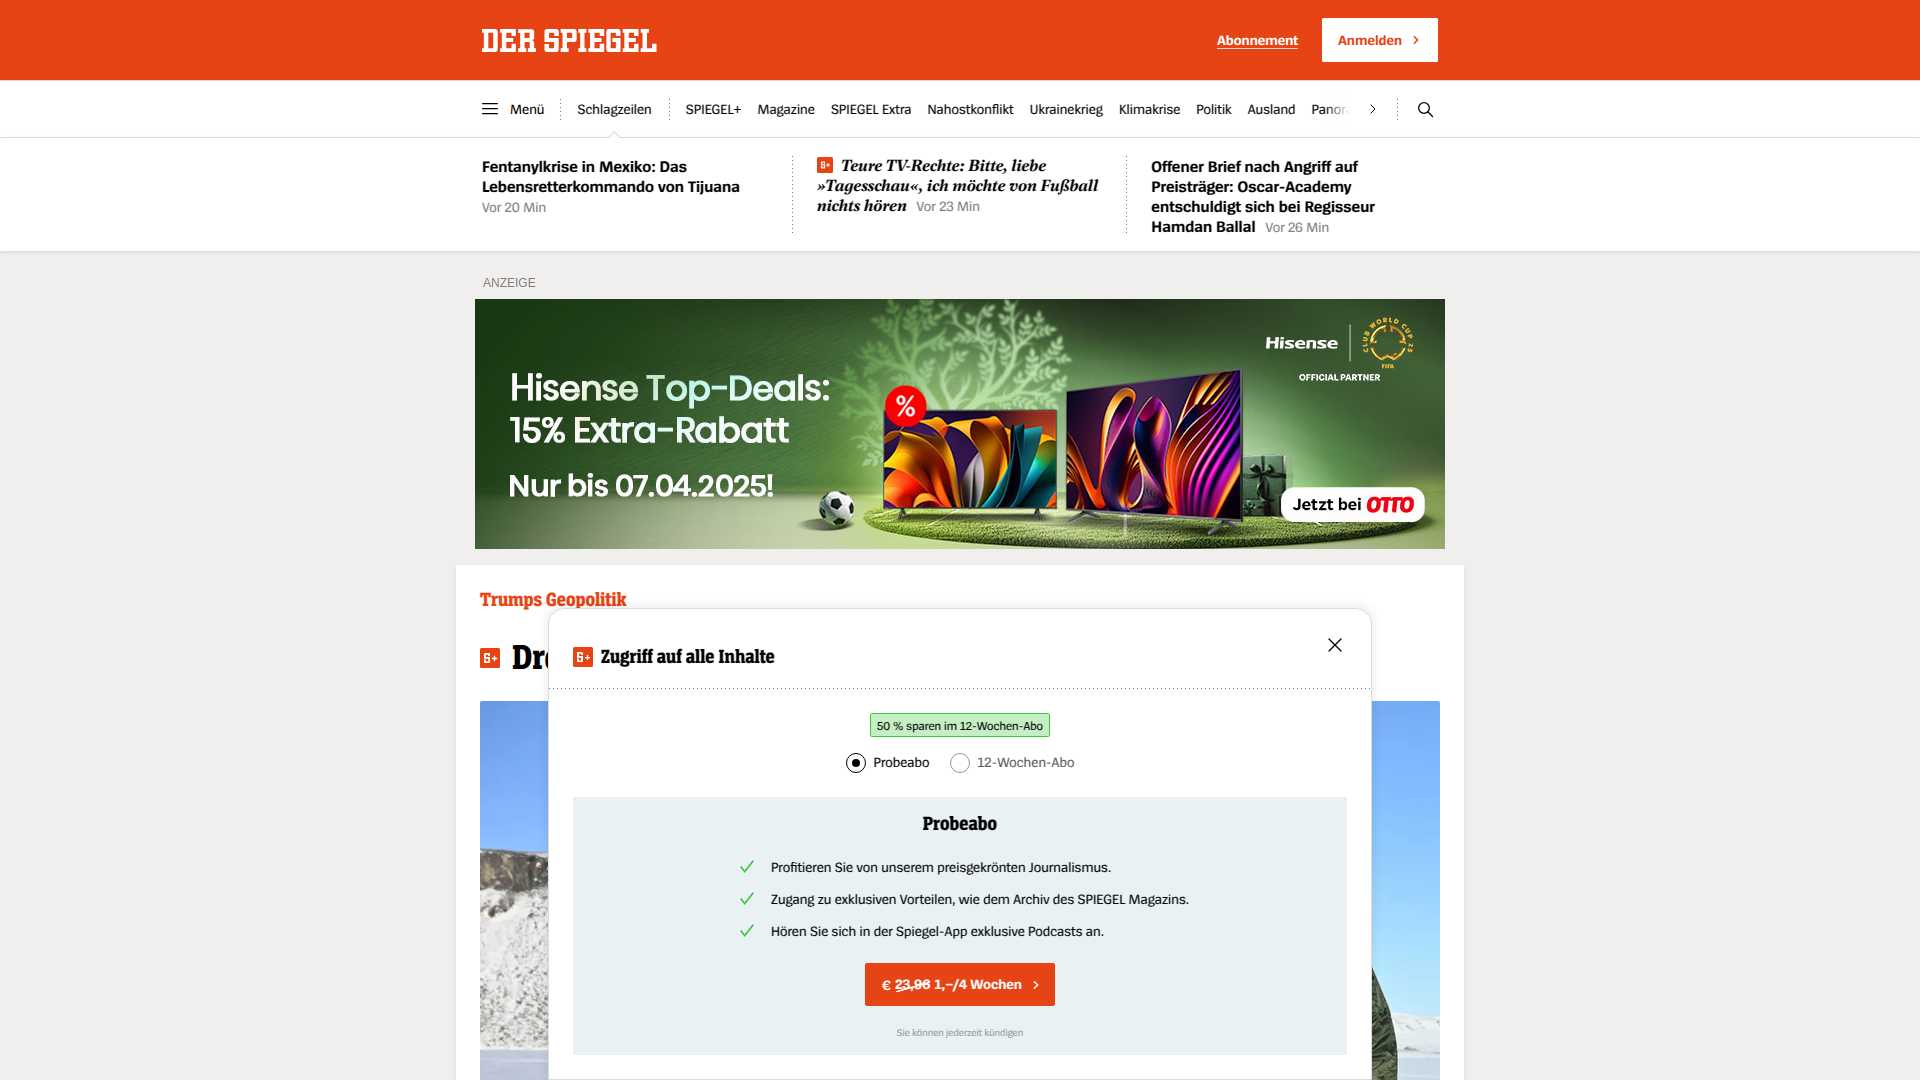 DER SPIEGEL
Abonnement
Anmelden
Menü
Schlagzeilen
SPIEGEL+
Magazine
SPIEGEL Extra
Nahostkonflikt
Ukrainekrieg
Klimakrise
Politik
Ausland
Fentanylkrise in Mexiko: Das
Lebensretterkommando von Tijuana
Vor 20 Min
Teure TV-Rechte: Bitte, liebe
»Tagesschau«, ich möchte von Fußball
nichts hören Vor 23 Min
Offener Brief nach Angriff auf
Preisträger: Oscar-Academy
entschuldigt sich bei Regisseur
Hamdan Ballal Vor 26 Min
ANZEIGE
Hisense Top-Deals:
15% Extra-Rabatt
Nur bis 07.04.2025!
%
Hisense
CLUB WORLD CUP 25
FIFA
OFFICIAL PARTNER
Jetzt bei OTTO
Trumps Geopolitik
Zugriff auf alle Inhalte
50 % sparen im 12-Wochen-Abo
Probeabo
12-Wochen-Abo
Probeabo
Profitieren Sie von unserem preisgekrönten Journalismus.
Zugang zu exklusiven Vorteilen, wie dem Archiv des SPIEGEL Magazins.
Hören Sie sich in der Spiegel-App exklusive Podcasts an.
€ 23,96 1,–/4 Wochen
Sie können jederzeit kündigen